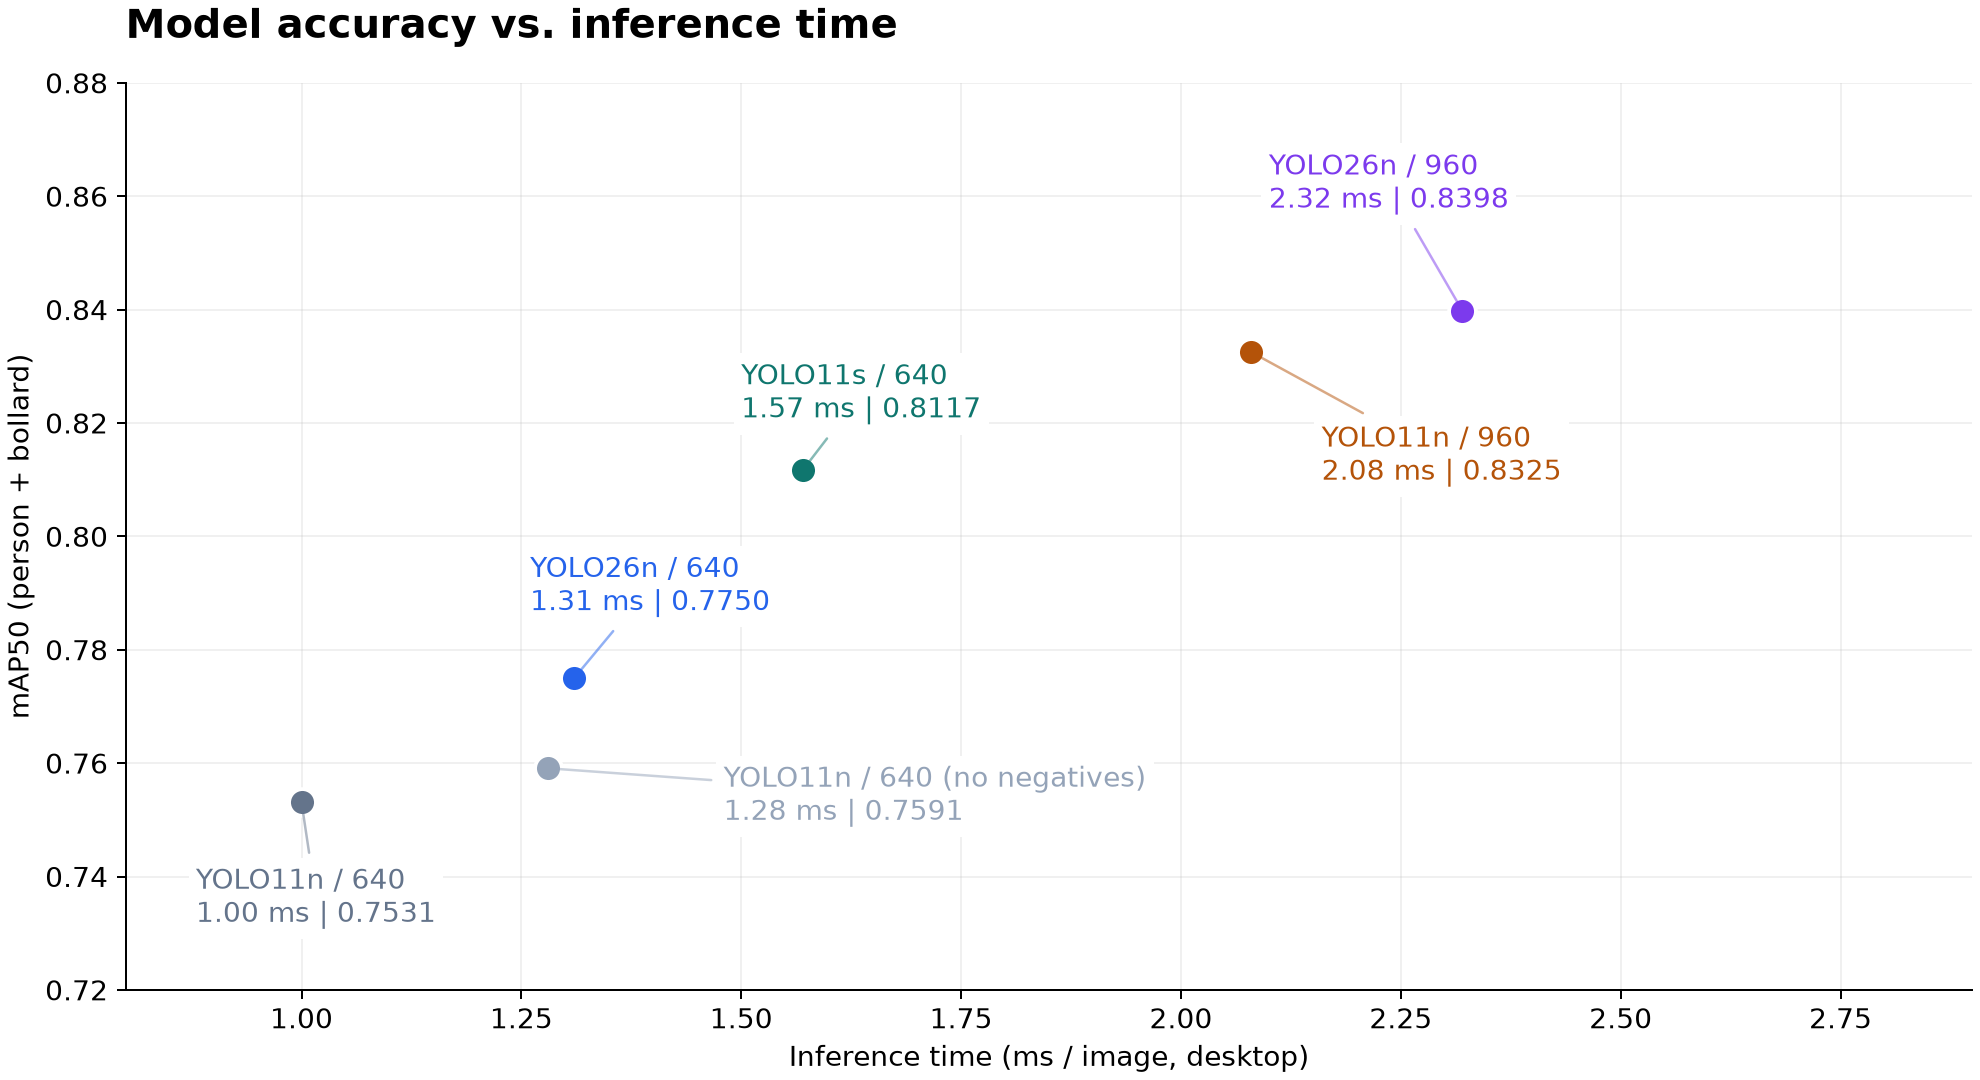 Model accuracy vs. inference time
0.88
0.86
0.84
0.82
0.80
0.78
0.76
0.74
0.72
mAP50 (person + bollard)
YOLO26n / 960
2.32 ms | 0.8398
YOLO11s / 640
1.57 ms | 0.8117
YOLO11n / 960
2.08 ms | 0.8325
YOLO26n / 640
1.31 ms | 0.7750
YOLO11n / 640 (no negatives)
1.28 ms | 0.7591
YOLO11n / 640
1.00 ms | 0.7531
1.00 1.25 1.50 1.75 2.00 2.25 2.50 2.75
Inference time (ms / image, desktop)